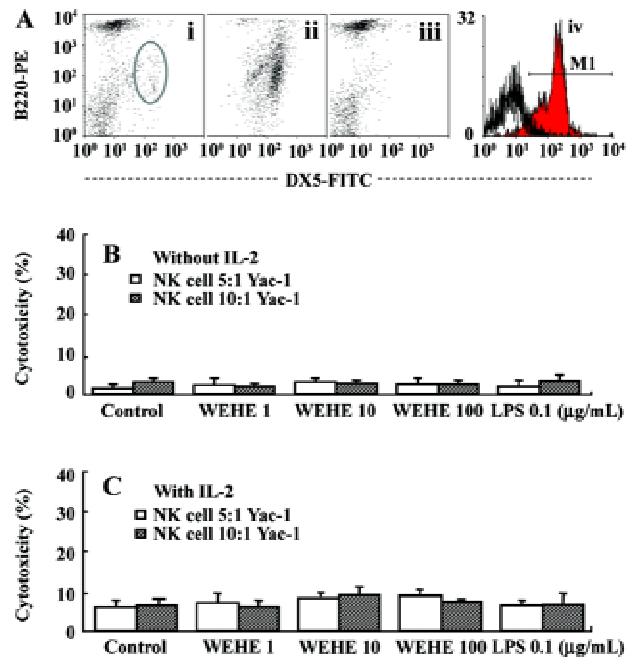 A
B220-PE
10⁴
10³
10²
10¹
10⁰
i
ii
iii
iv
M1
32
0
10⁰ 10¹ 10² 10³
10⁰ 10¹ 10² 10³
10⁰ 10¹ 10² 10³ 10⁴
10⁰ 10¹ 10² 10³ 10⁴
DX5-FITC
B
Without IL-2
NK cell 5:1 Yac-1
NK cell 10:1 Yac-1
Cytotoxicity (%)
40
30
20
10
0
Control WEHE 1 WEHE 10 WEHE 100 LPS 0.1 (µg/mL)
C
With IL-2
NK cell 5:1 Yac-1
NK cell 10:1 Yac-1
Cytotoxicity (%)
40
30
20
10
0
Control WEHE 1 WEHE 10 WEHE 100 LPS 0.1 (µg/mL)